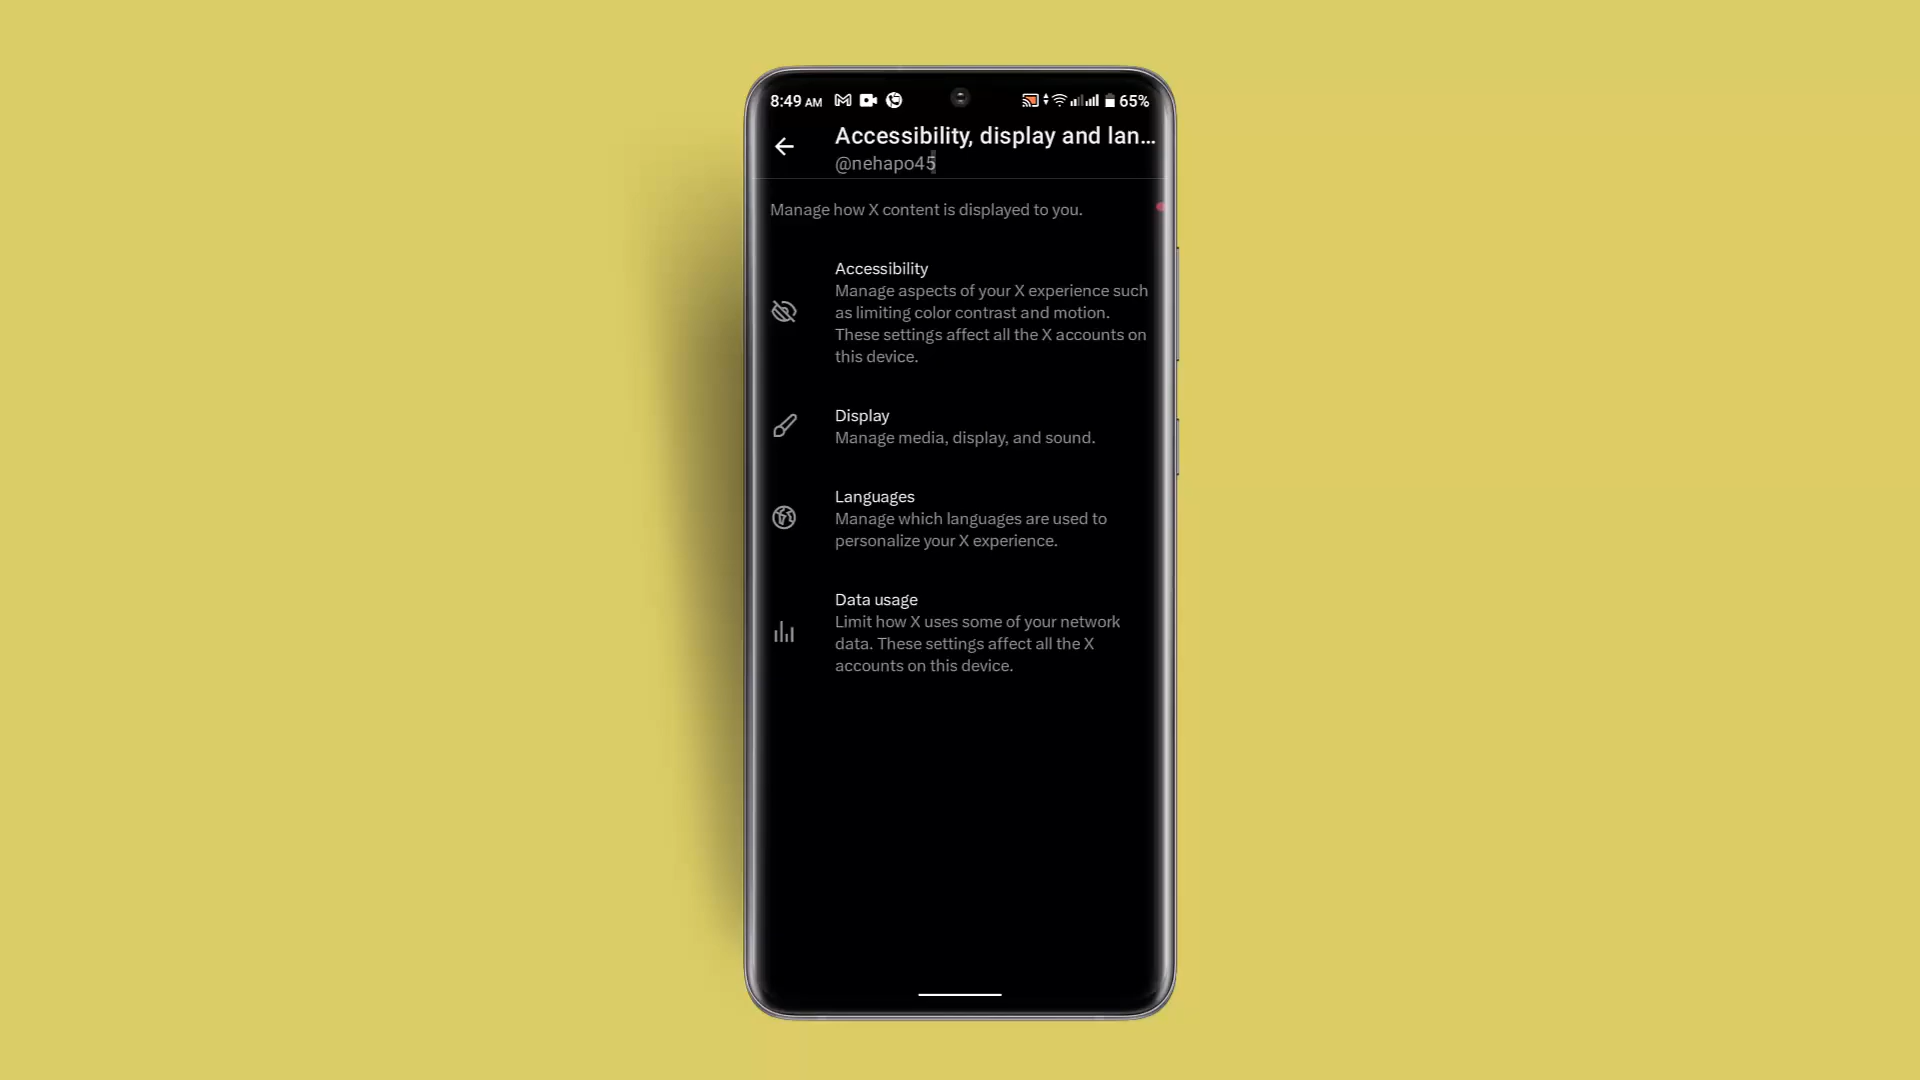 8:49 AM 65%
Accessibility, display and lan...
@nehapo45
Manage how X content is displayed to you.
Accessibility
Manage aspects of your X experience such
as limiting color contrast and motion.
These settings affect all the X accounts on
this device.
Display
Manage media, display, and sound.
Languages
Manage which languages are used to
personalize your X experience.
Data usage
Limit how X uses some of your network
data. These settings affect all the X
accounts on this device.